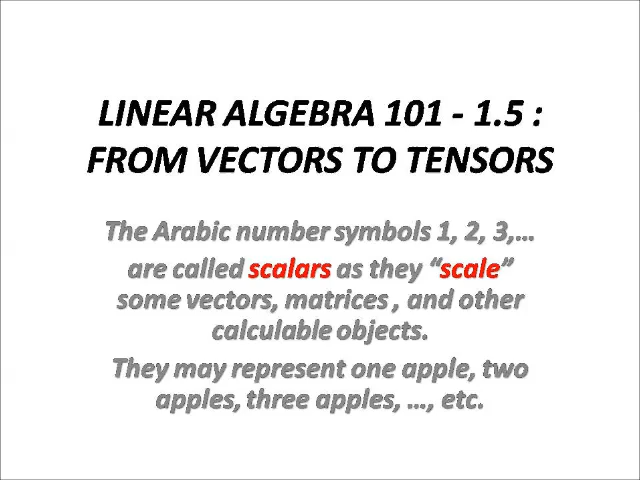 LINEAR ALGEBRA 101 - 1.5 :
FROM VECTORS TO TENSORS
The Arabic number symbols 1, 2, 3,…
are called scalars as they “scale”
some vectors, matrices , and other
calculable objects.
They may represent one apple, two
apples, three apples, …, etc.